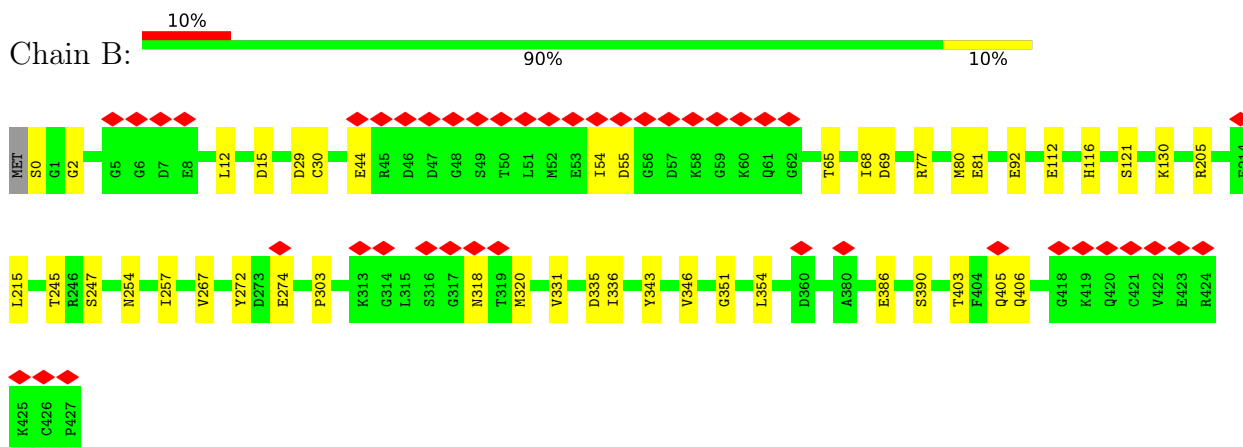 10%
Chain B:
90% 10%
MET S0 G1 G2 G5 G6 D7 E8 L12 D15 D29 C30 E44 R45 D46 D47 G48 S49 T50 L51 M52 E53 I54 D55 G56 D57 K58 G59 K60 Q61 G62 T65 I68 D69 R77 M80 E81 E92 E112 H116 S121 K130 R205
L215 T245 R246 S247 N254 I257 V267 Y272 D273 E274 P303 K313 G314 L315 S316 G317 N318 T319 M320 V331 D335 I336 Y343 V346 G351 L354 D360 A380 E386 S390 T403 F404 Q405 Q406 G418 K419 Q420 C421 V422 E423 R424
K425 C426 P427